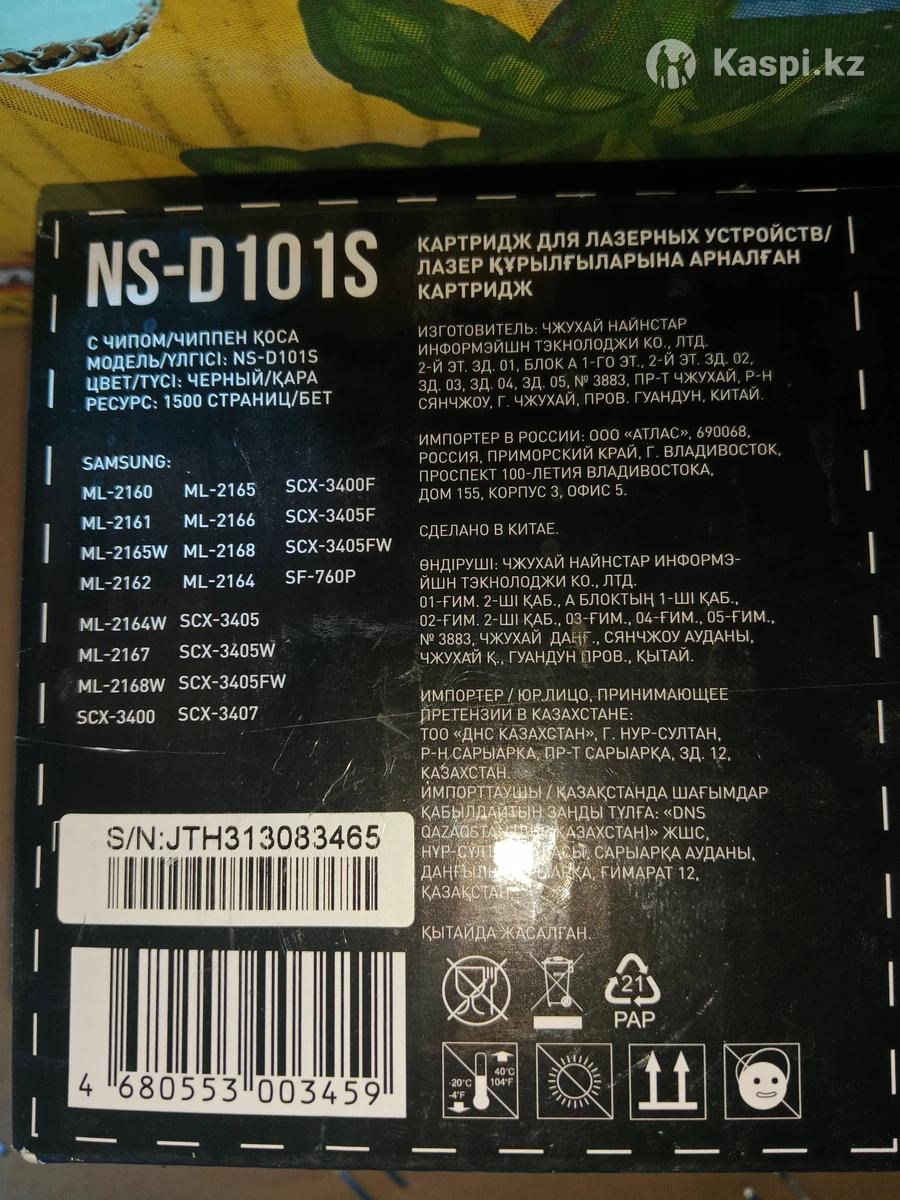 Kaspi.kz
NS-D101S
С ЧИПОМ/ЧИППЕН ҚОСА
МОДЕЛЬ/ҮЛГІСІ: NS-D101S
ЦВЕТ/ТҮСІ: ЧЕРНЫЙ/ҚАРА
РЕСУРС: 1500 СТРАНИЦ/БЕТ
SAMSUNG:
ML-2160 ML-2165 SCX-3400F
ML-2161 ML-2166 SCX-3405F
ML-2165W ML-2168 SCX-3405FW
ML-2162 ML-2164 SF-760P
ML-2164W SCX-3405
ML-2167 SCX-3405W
ML-2168W SCX-3405FW
SCX-3400 SCX-3407
S/N:JTH313083465
4 680553 003459
КАРТРИДЖ ДЛЯ ЛАЗЕРНЫХ УСТРОЙСТВ/
ЛАЗЕР ҚҰРЫЛҒЫЛАРЫНА АРНАЛҒАН
КАРТРИДЖ
ИЗГОТОВИТЕЛЬ: ЧЖУХАЙ НАЙНСТАР
ИНФОРМЭЙШН ТЭКНОЛОДЖИ КО., ЛТД.
2-Й ЭТ. ЗД. 01, БЛОК А 1-ГО ЭТ., 2-Й ЭТ. ЗД. 02,
ЗД. 03, ЗД. 04, ЗД. 05, № 3883, ПР-Т ЧЖУХАЙ, Р-Н
СЯНЧЖОУ, Г. ЧЖУХАЙ, ПРОВ. ГУАНДУН, КИТАЙ.
ИМПОРТЕР В РОССИИ: ООО «АТЛАС», 690068,
РОССИЯ, ПРИМОРСКИЙ КРАЙ, Г. ВЛАДИВОСТОК,
ПРОСПЕКТ 100-ЛЕТИЯ ВЛАДИВОСТОКА,
ДОМ 155, КОРПУС 3, ОФИС 5.
СДЕЛАНО В КИТАЕ.
ӨНДІРУШІ: ЧЖУХАЙ НАЙНСТАР ИНФОРМЭ-
ЙШН ТЭКНОЛОДЖИ КО., ЛТД.
01-ҒИМ. 2-ШІ ҚАБ., А БЛОКТЫҢ 1-ШІ ҚАБ.,
02-ҒИМ. 2-ШІ ҚАБ., 03-ҒИМ., 04-ҒИМ., 05-ҒИМ.,
№ 3883, ЧЖУХАЙ ДАҢҒ., СЯНЧЖОУ АУДАНЫ,
ЧЖУХАЙ Қ., ГУАНДУН ПРОВ., ҚЫТАЙ.
ИМПОРТЕР / ЮР.ЛИЦО, ПРИНИМАЮЩЕЕ
ПРЕТЕНЗИИ В КАЗАХСТАНЕ:
ТОО «ДНС КАЗАХСТАН», Г. НУР-СУЛТАН,
Р-Н САРЫАРКА, ПР-Т САРЫАРҚА, ЗД. 12,
КАЗАХСТАН.
ИМПОРТТАУШЫ / ҚАЗАҚСТАНДА ШАҒЫМДАР
ҚАБЫЛДАЙТЫН ЗАҢДЫ ТҰЛҒА: «DNS
КАЗАХСТАН)» ЖШС,
САРЫАРҚА АУДАНЫ,
ҒИМАРАТ 12,
ҚЫТАЙДА ЖАСАЛҒАН.
21
PAP
-20°C
-4°F
40°C
104°F